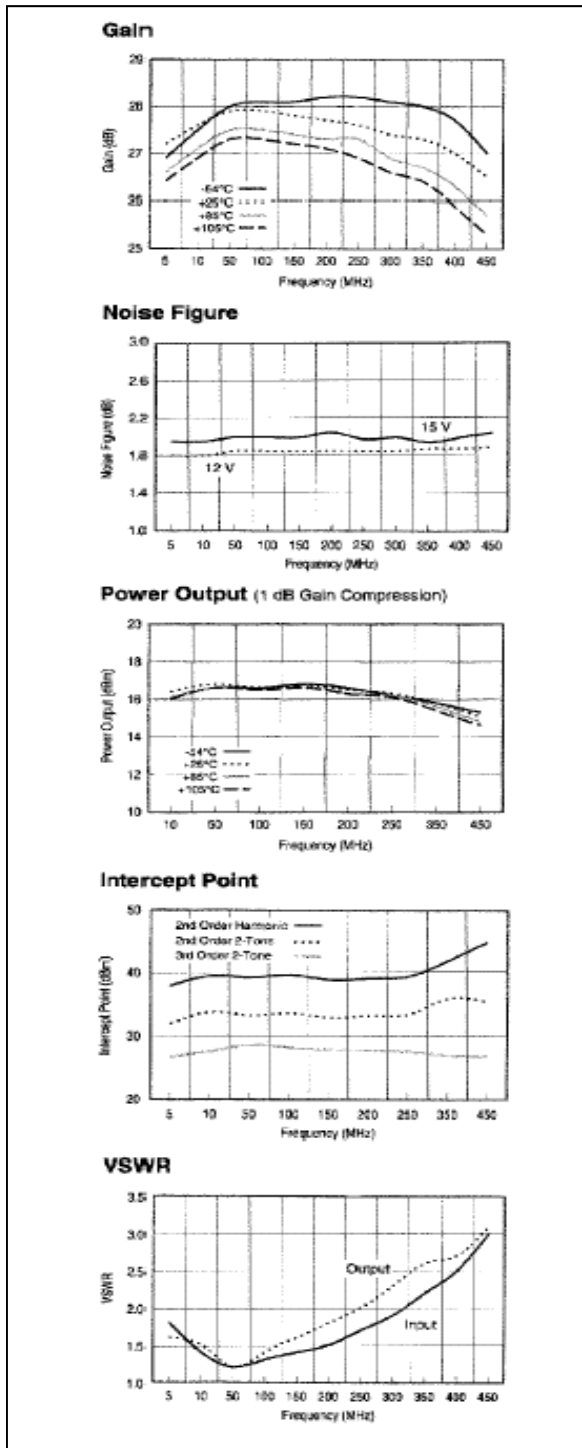 Gain
29
28
27
26
25
Gain (dB)
-54°C
+25°C
+85°C
+105°C
5 10 50 100 150 200 250 300 350 400 450
Frequency (MHz)
Noise Figure
3.0
2.6
2.2
1.8
1.4
1.0
Noise Figure (dB)
15 V
12 V
5 10 50 100 150 200 250 300 350 400 450
Frequency (MHz)
Power Output (1 dB Gain Compression)
20
18
16
14
12
10
Power Output (dBm)
-54°C
+25°C
+85°C
+105°C
10 50 100 150 200 250 350 450
Frequency (MHz)
Intercept Point
50
40
30
20
Intercept Point (dBm)
2nd Order Harmonic
2nd Order 2-Tone
3rd Order 2-Tone
5 10 50 100 150 200 250 350 450
Frequency (MHz)
VSWR
3.5
3.0
2.5
2.0
1.5
1.0
VSWR
Output
Input
5 10 50 100 150 200 250 300 350 400 450
Frequency (MHz)